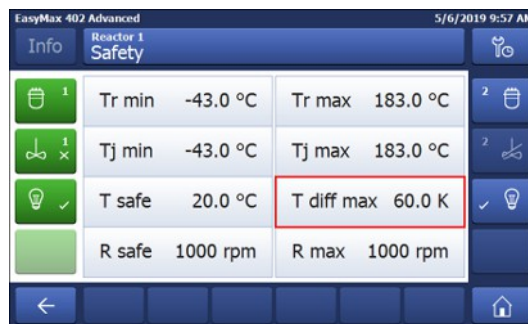 EasyMax 402 Advanced 5/6/2019 9:57 AM
Info Reactor 1
Safety
1 Tr min -43.0 °C Tr max 183.0 °C 2
1 Tj min -43.0 °C Tj max 183.0 °C 2
T safe 20.0 °C T diff max 60.0 K
R safe 1000 rpm R max 1000 rpm